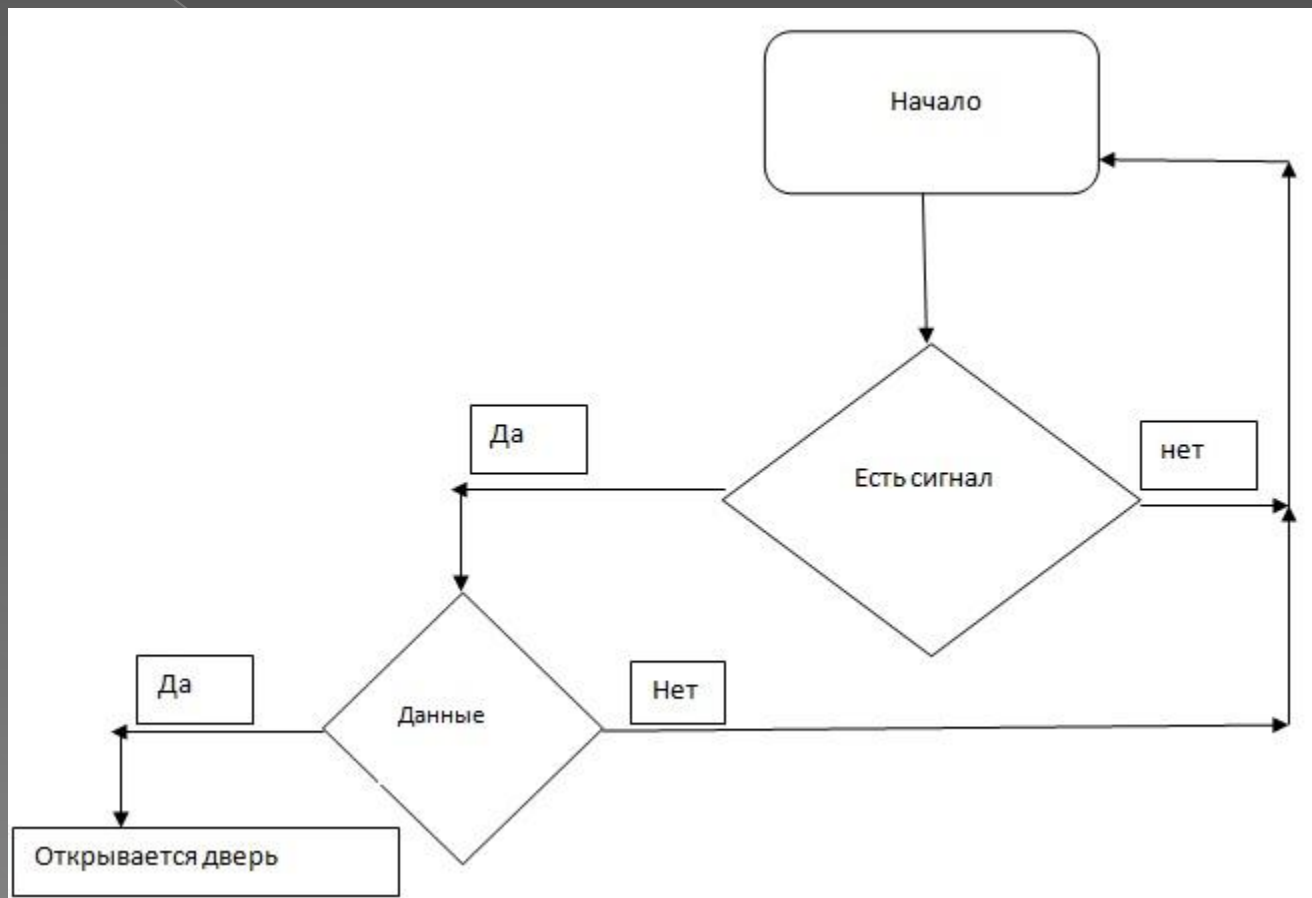 Начало
Да
Есть сигнал
нет
Да
Данные
Нет
Открывается дверь